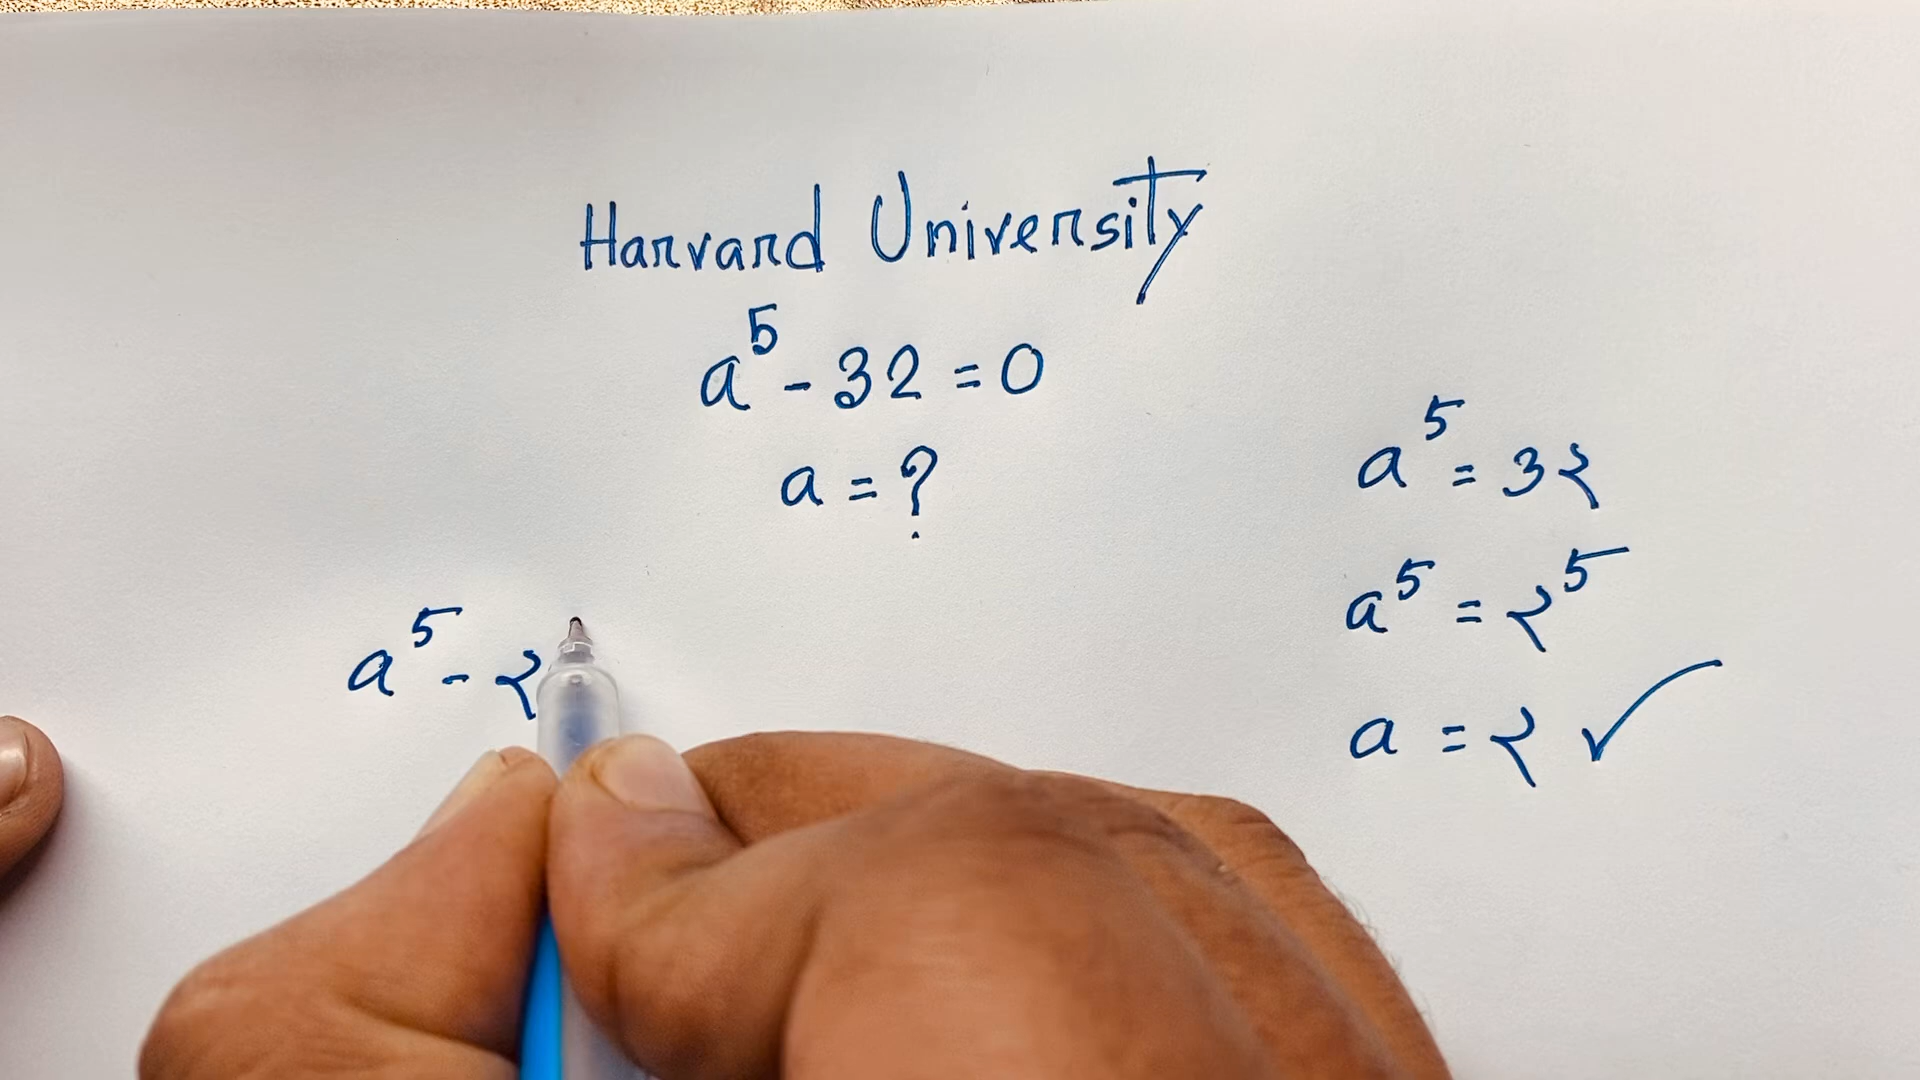 Harvard University
a⁵ - 32 = 0
a = ?
a⁵ = 32
a⁵ = 2⁵
a = 2 ✓
a⁵ - 2